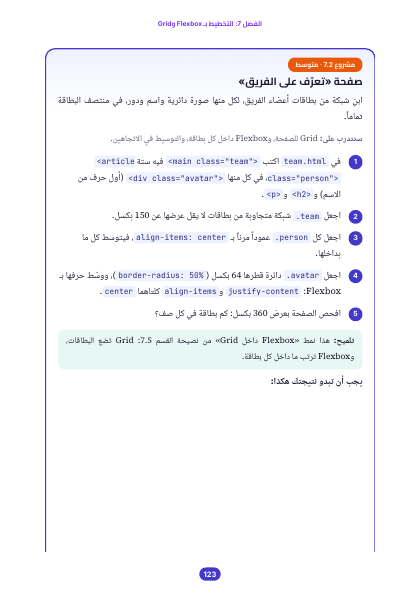 الفصل 7: التخطيط بـ Flexbox وGrid
مشروع 7.2 · متوسط
صفحة «تعرّف على الفريق»
ابنِ شبكة من بطاقات أعضاء الفريق، لكل منها صورة دائرية واسم ودور، في منتصف البطاقة
تمامًا.
ستتدرب على: Grid للصفحة، وFlexbox داخل كل بطاقة، والتوسيط في الاتجاهين.
1 في team.html اكتب <main class="team"> فيه ستة <article
class="person">، في كل منها <div class="avatar"> (أول حرف من
الاسم) و <h2> و <p>.
2 اجعل .team شبكة متجاوبة من بطاقات لا يقل عرضها عن 150 بكسل.
3 اجعل كل .person عموداً مرناً بـ align-items: center، فيتوسط كل ما
بداخلها.
4 اجعل .avatar دائرة قطرها 64 بكسل (border-radius: 50%)، ووسّط حرفها بـ
Flexbox: justify-content و align-items كلتاهما center.
5 افحص الصفحة بعرض 360 بكسل: كم بطاقة في كل صف؟
تلميح: هذا نمط «Flexbox داخل Grid» من نصيحة القسم 7.5: Grid تضع البطاقات،
وFlexbox ترتب ما داخل كل بطاقة.
يجب أن تبدو نتيجتك هكذا:
123